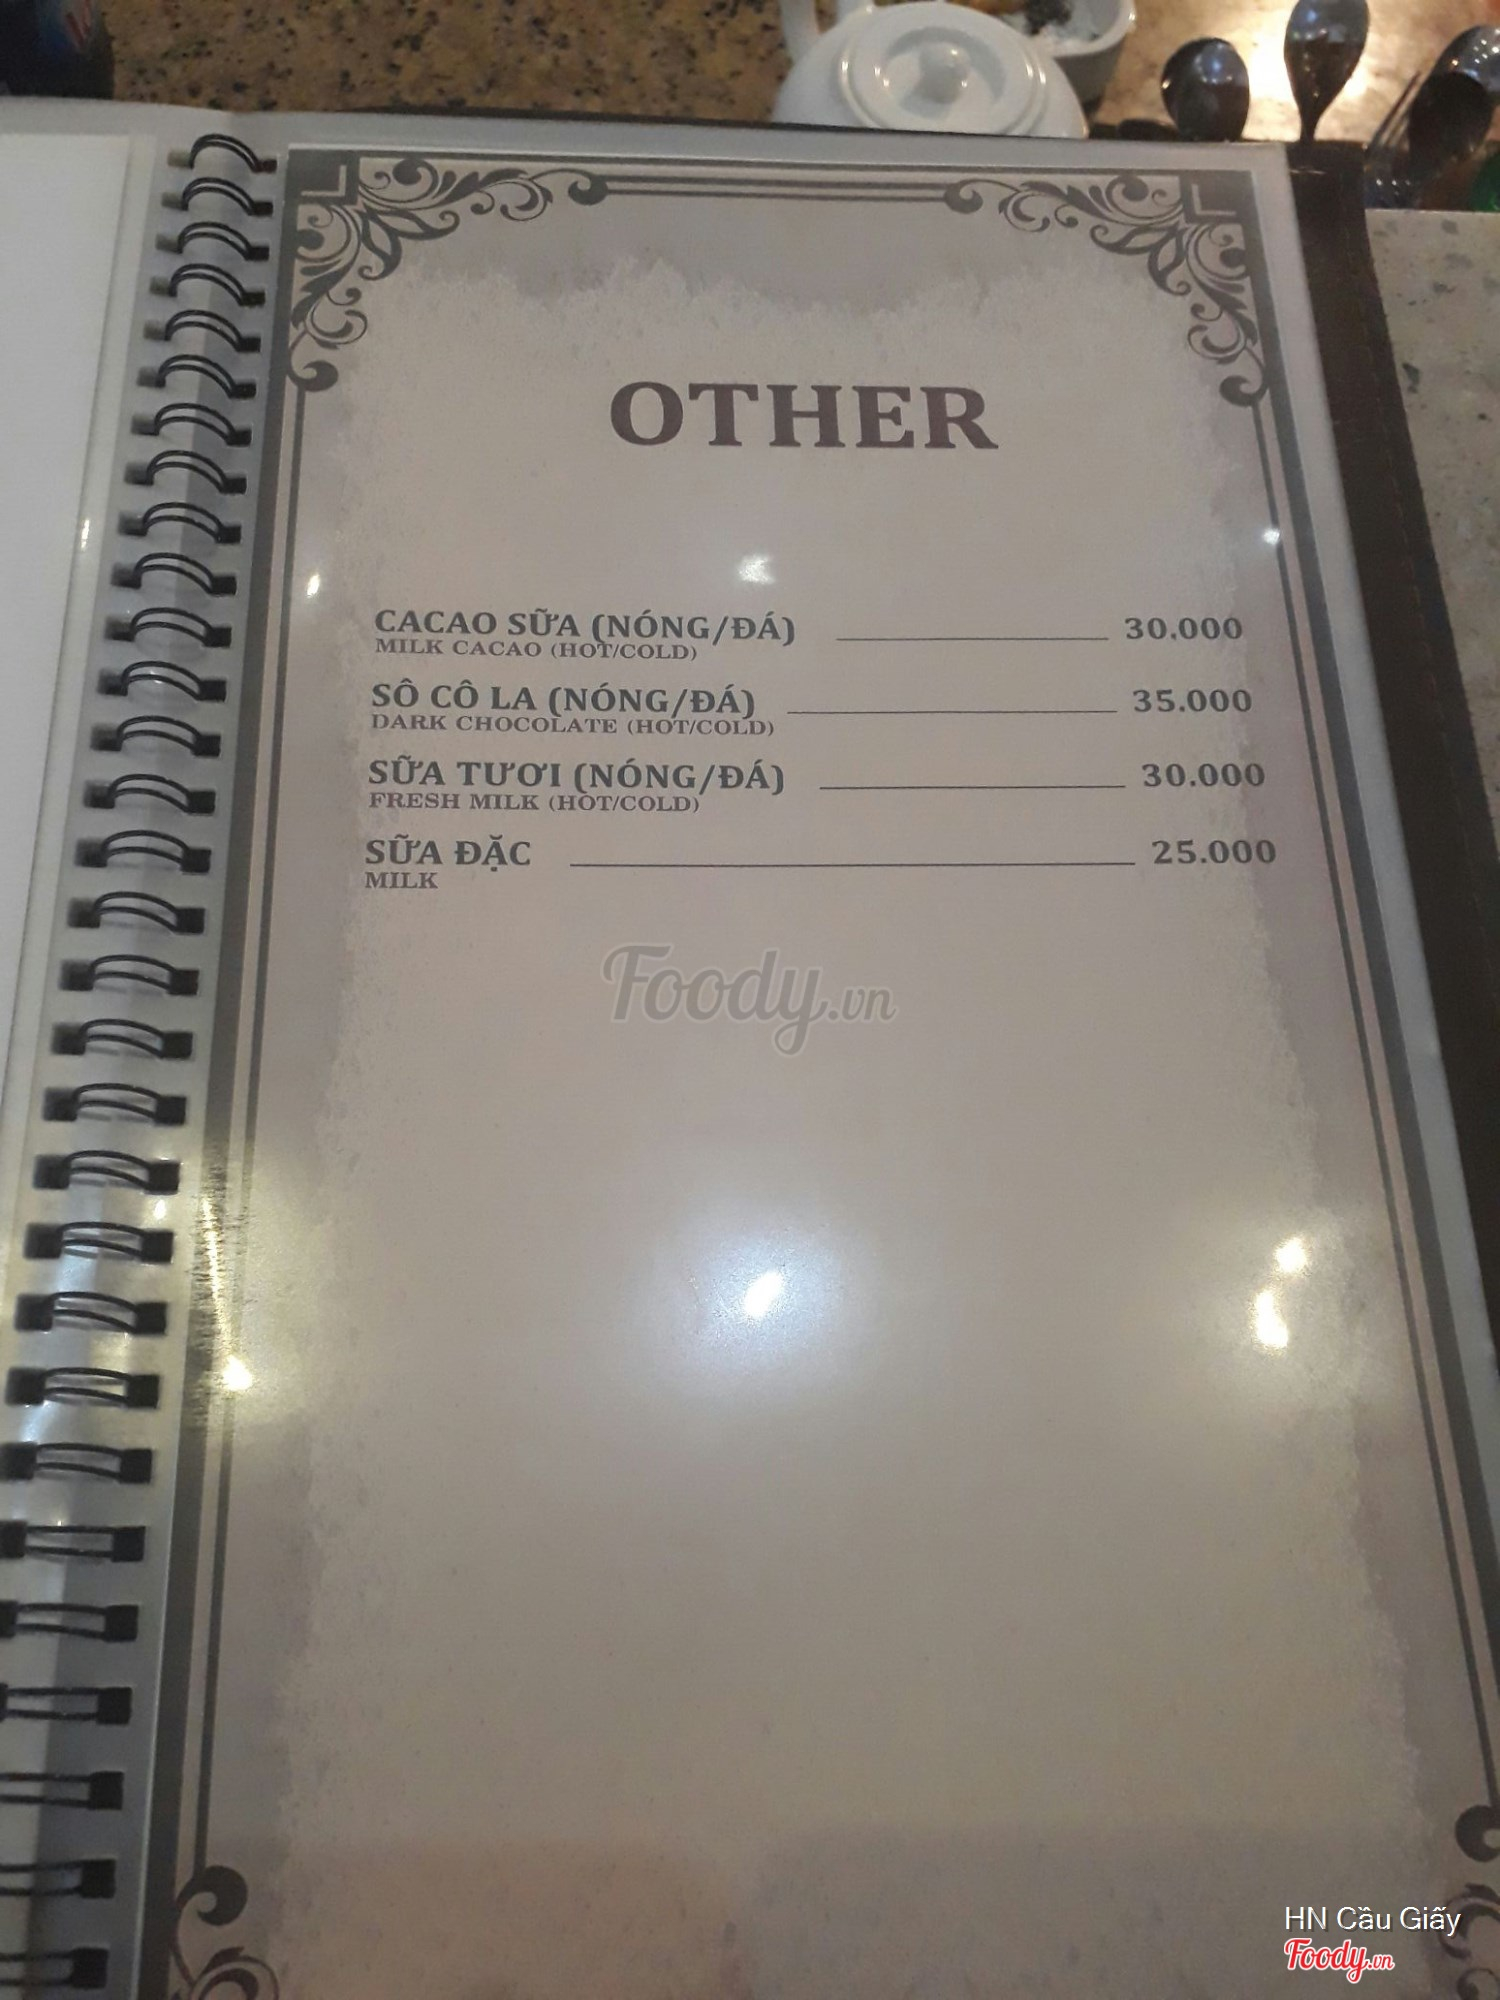 OTHER
CACAO SỮA (NÓNG/ĐÁ) 30.000
MILK CACAO (HOT/COLD)
SÔ CÔ LA (NÓNG/ĐÁ) 35.000
DARK CHOCOLATE (HOT/COLD)
SỮA TƯƠI (NÓNG/ĐÁ) 30.000
FRESH MILK (HOT/COLD)
SỮA ĐẶC 25.000
MILK
Foody.vn
HN Cầu Giấy
Foody.vn